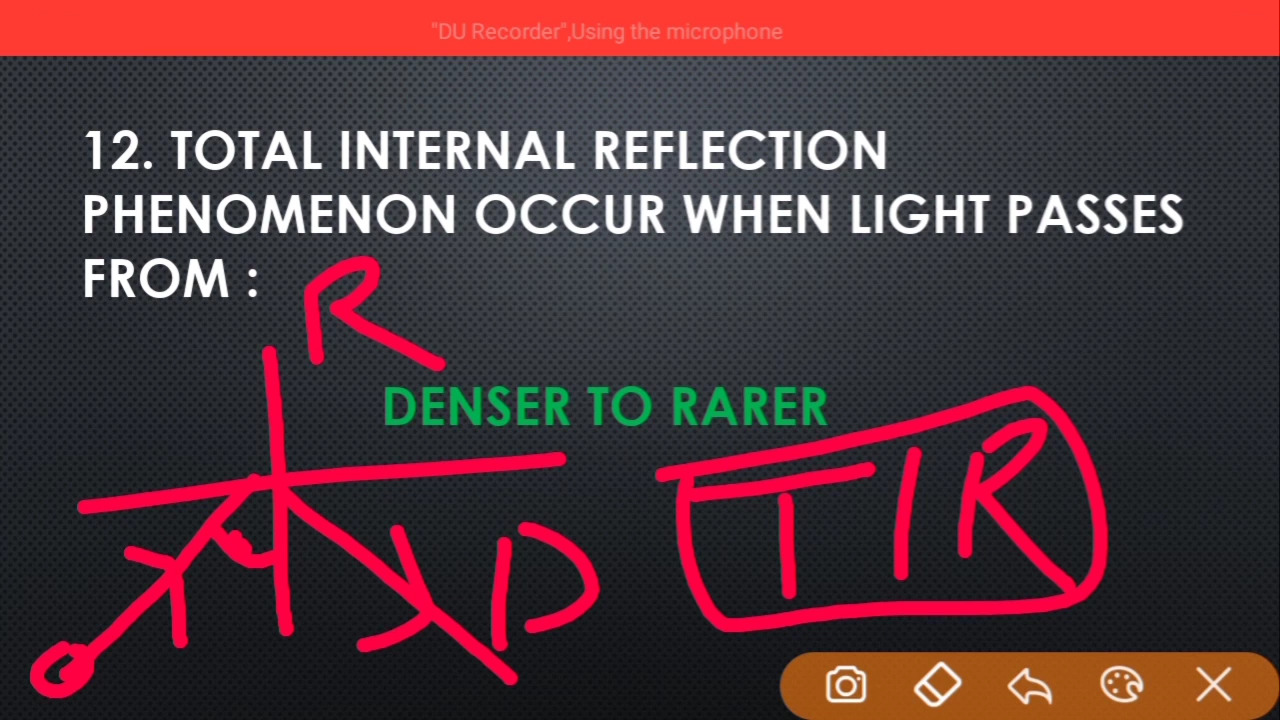 "DU Recorder",Using the microphone
12. TOTAL INTERNAL REFLECTION
PHENOMENON OCCUR WHEN LIGHT PASSES
FROM :
R
DENSER TO RARER
TIR
D